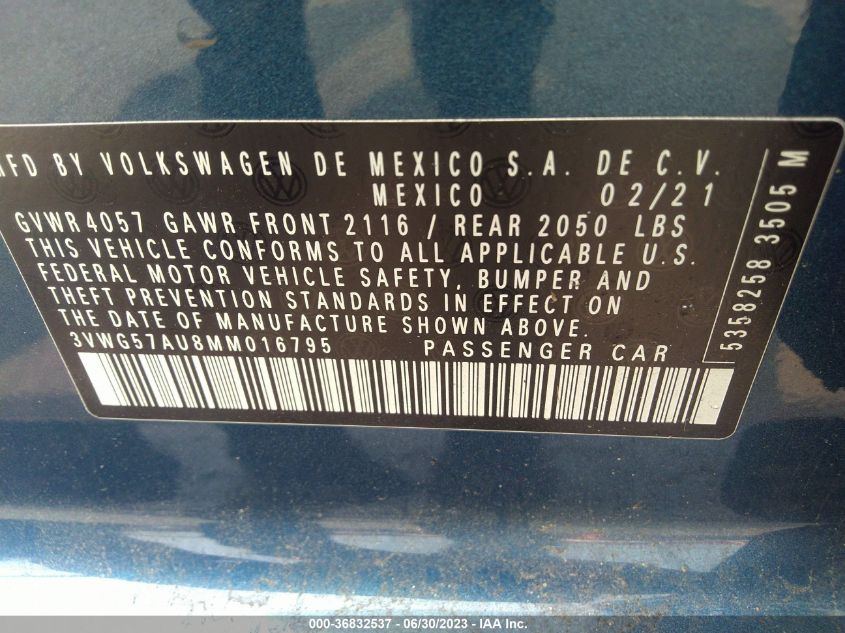 MFD BY VOLKSWAGEN DE MEXICO S.A. DE C.V.
MEXICO 02/21
GVWR 4057 GAWR FRONT 2116 / REAR 2050 LBS
THIS VEHICLE CONFORMS TO ALL APPLICABLE U.S.
FEDERAL MOTOR VEHICLE SAFETY, BUMPER AND
THEFT PREVENTION STANDARDS IN EFFECT ON
THE DATE OF MANUFACTURE SHOWN ABOVE.
3VWG57AU8MM016795 PASSENGER CAR
5358258 3505 M
000-36832537 - 06/30/2023 - IAA Inc.